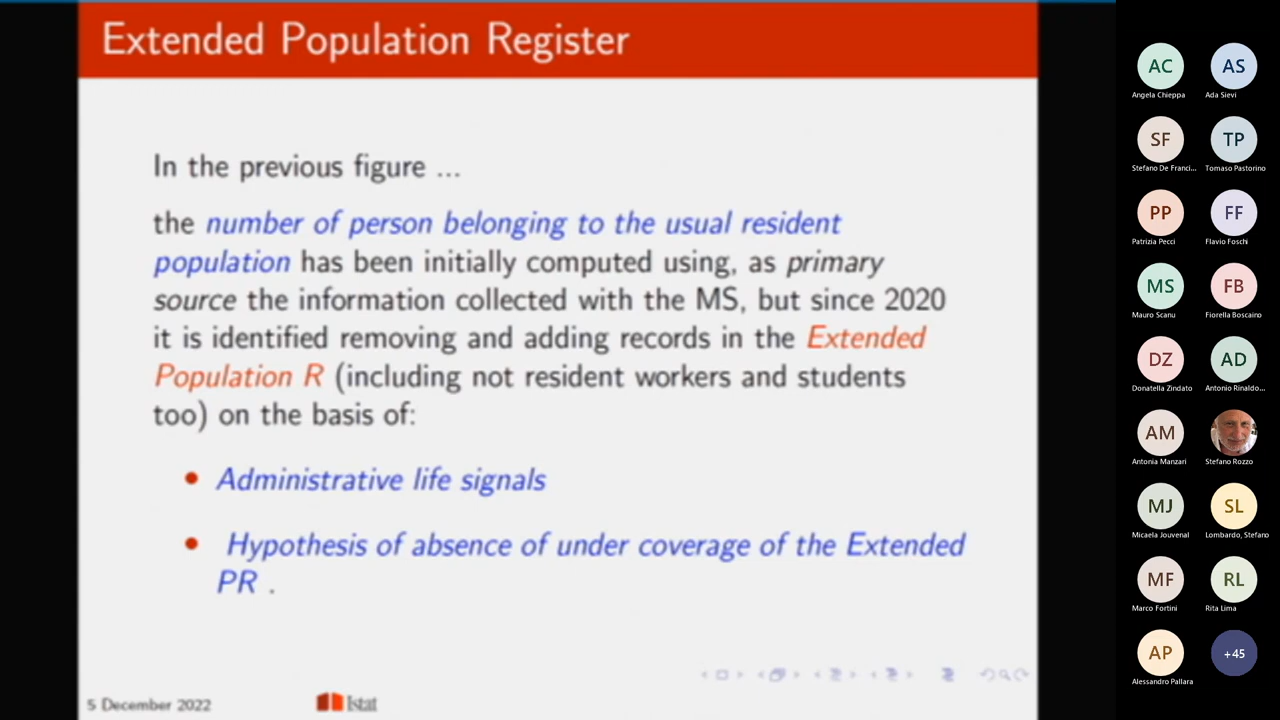 Extended Population Register
In the previous figure ...
the number of person belonging to the usual resident
population has been initially computed using, as primary
source the information collected with the MS, but since 2020
it is identified removing and adding records in the Extended
Population R (including not resident workers and students
too) on the basis of:
• Administrative life signals
• Hypothesis of absence of under coverage of the Extended
PR .
5 December 2022
Istat
AC
AS
Angela Chieppa
Ada Sievi
SF
TP
Stefano De Franci...
Tomaso Pastorino
PP
FF
Patrizia Pecci
Flavio Foschi
MS
FB
Mauro Scanu
Fiorella Boscaino
DZ
AD
Donatella Zindato
Antonio Rinaldo...
AM
Antonia Manzari
Stefano Rozzo
MJ
SL
Micaela Jouvenal
Lombardo, Stefano
MF
RL
Marco Fortini
Rita Lima
AP
+45
Alessandro Pallara